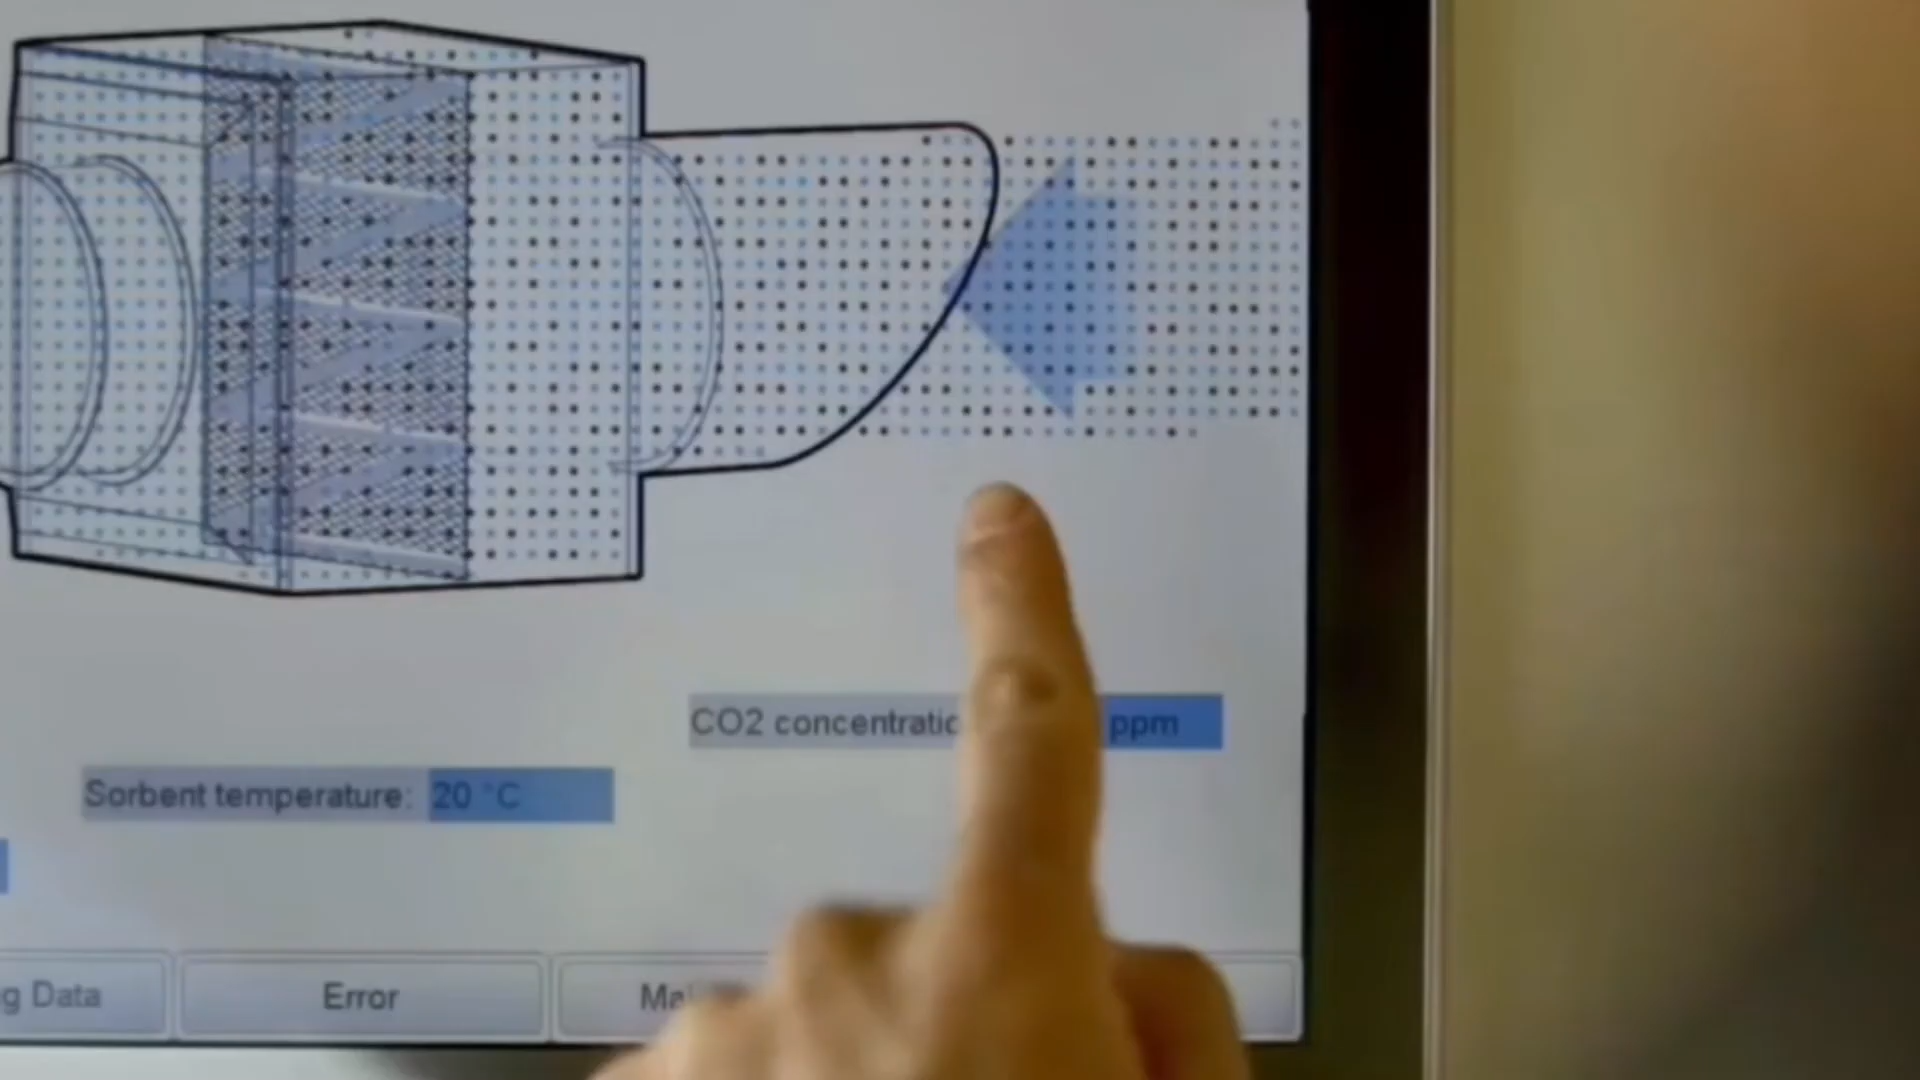 CO2 concentratio ppm
Sorbent temperature: 20 °C
g Data
Error
Ma